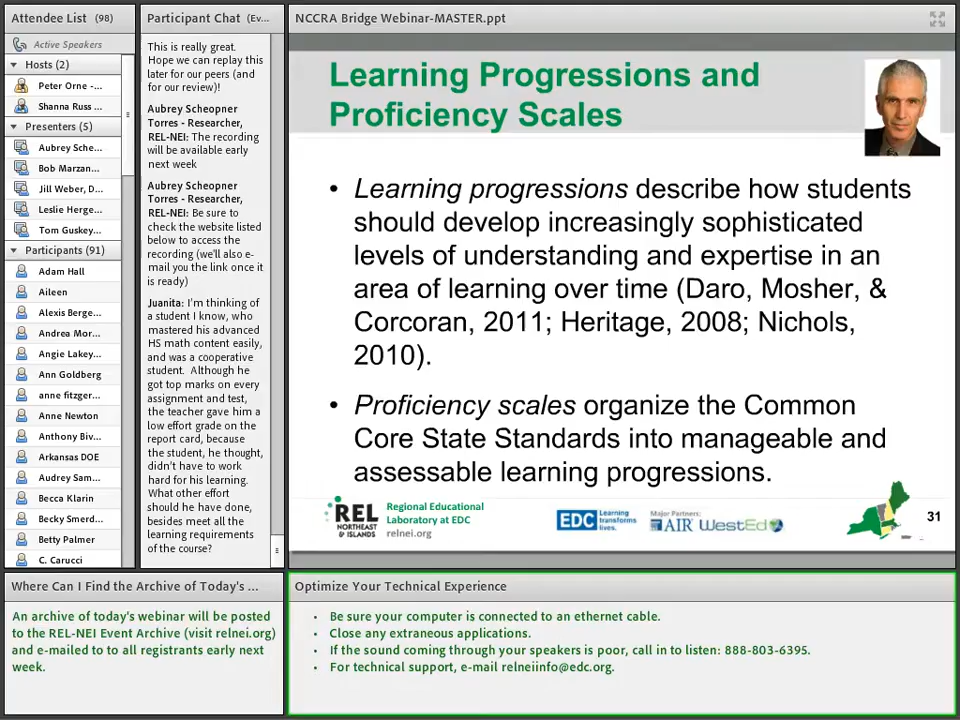 Attendee List (98)
Active Speakers
Hosts (2)
Peter Orne -...
Shanna Russ ...
Presenters (5)
Aubrey Sche...
Bob Marzan...
Jill Weber, D...
Leslie Herge...
Tom Guskey...
Participants (91)
Adam Hall
Aileen
Alexis Berge...
Andrea Mor...
Angie Lakey...
Ann Goldberg
anne fitzger...
Anne Newton
Anthony Biv...
Arkansas DOE
Audrey Sam...
Becca Klarin
Becky Smerd...
Betty Palmer
C. Carucci
Participant Chat (Ev...
This is really great.
Hope we can replay this
later for our peers (and
for our review)!
Aubrey Scheopner
Torres - Researcher,
REL-NEI: The recording
will be available early
next week
Aubrey Scheopner
Torres - Researcher,
REL-NEI: Be sure to
check the website listed
below to access the
recording (we'll also e-
mail you the link once it
is ready)
Juanita: I'm thinking of
a student I know, who
mastered his advanced
HS math content easily,
and was a cooperative
student. Although he
got top marks on every
assignment and test,
the teacher gave him a
low effort grade on the
report card, because
the student, he thought,
didn't have to work
hard for his learning.
What other effort
should he have done,
besides meet all the
learning requirements
of the course?
NCCRA Bridge Webinar-MASTER.ppt
Learning Progressions and
Proficiency Scales
• Learning progressions describe how students
should develop increasingly sophisticated
levels of understanding and expertise in an
area of learning over time (Daro, Mosher, &
Corcoran, 2011; Heritage, 2008; Nichols,
2010).
• Proficiency scales organize the Common
Core State Standards into manageable and
assessable learning progressions.
REL
NORTHEAST
& ISLANDS
Regional Educational
Laboratory at EDC
relnei.org
EDC
Learning
transforms
lives.
Major Partners:
AIR WestEd
31
Where Can I Find the Archive of Today's ...
An archive of today's webinar will be posted
to the REL-NEI Event Archive (visit relnei.org)
and e-mailed to to all registrants early next
week.
Optimize Your Technical Experience
• Be sure your computer is connected to an ethernet cable.
• Close any extraneous applications.
• If the sound coming through your speakers is poor, call in to listen: 888-803-6395.
• For technical support, e-mail relneiinfo@edc.org.